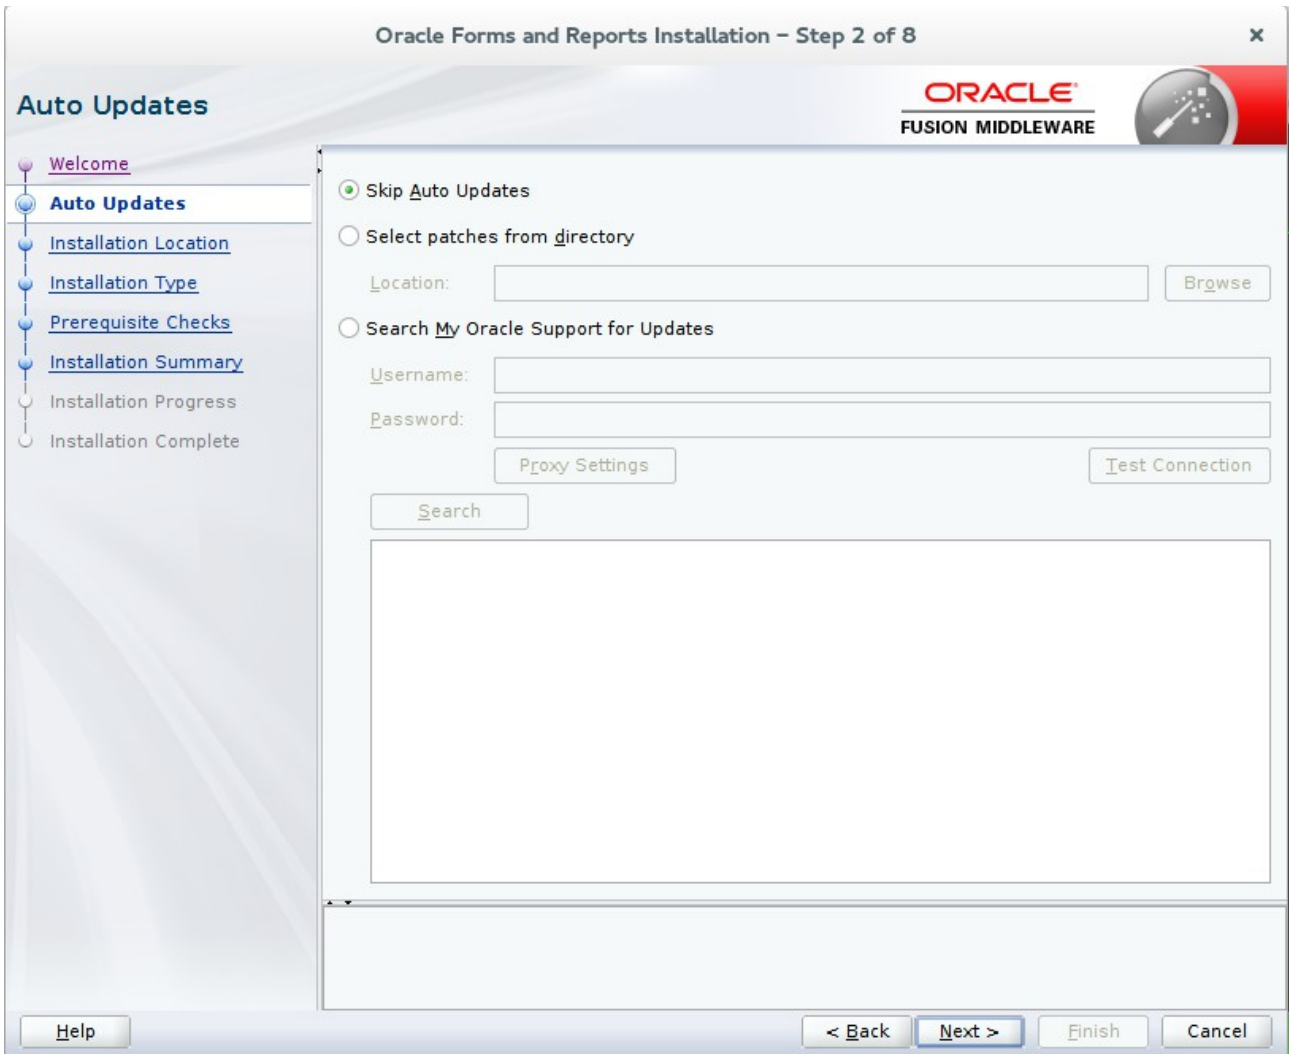 Oracle Forms and Reports Installation – Step 2 of 8
Auto Updates
ORACLE
FUSION MIDDLEWARE
Welcome
Auto Updates
Installation Location
Installation Type
Prerequisite Checks
Installation Summary
Installation Progress
Installation Complete
Skip Auto Updates
Select patches from directory
Location:
Browse
Search My Oracle Support for Updates
Username:
Password:
Proxy Settings
Test Connection
Search
Help
< Back
Next >
Finish
Cancel